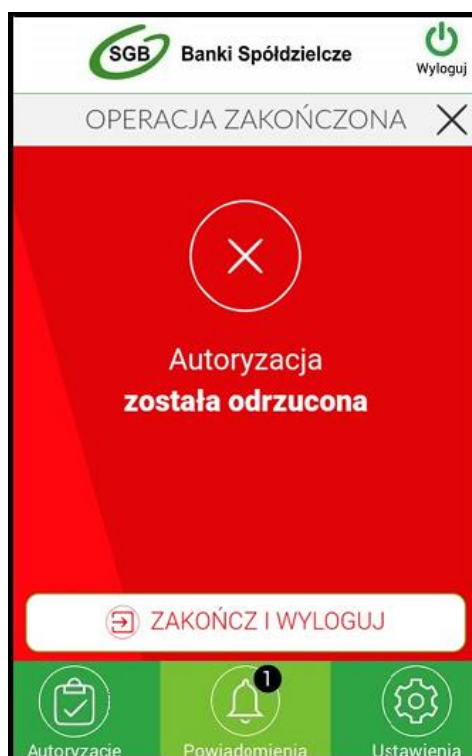 SGB Banki Spółdzielcze
Wyloguj
OPERACJA ZAKOŃCZONA
Autoryzacja
została odrzucona
ZAKOŃCZ I WYLOGUJ
1
Autoryzacje Powiadomienia Ustawienia